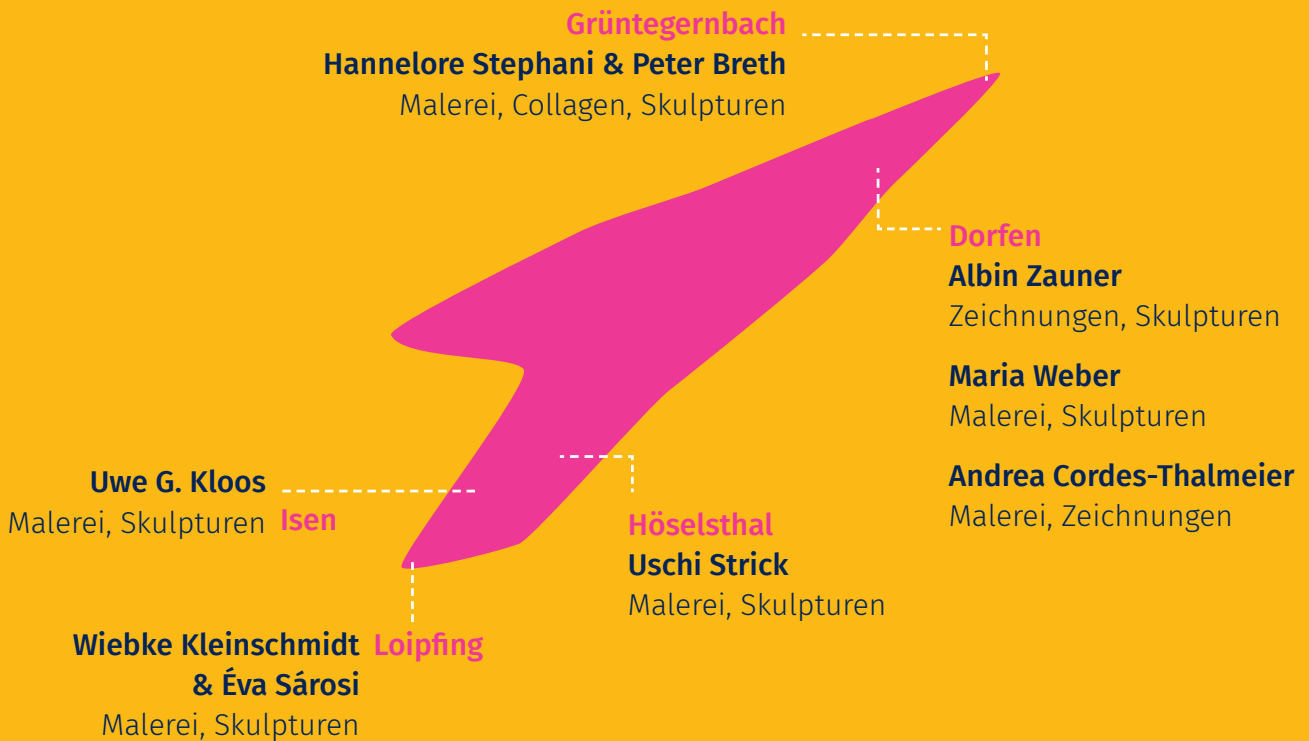 Grüntegernbach
Hannelore Stephani & Peter Breth
Malerei, Collagen, Skulpturen
Dorfen
Albin Zauner
Zeichnungen, Skulpturen
Maria Weber
Malerei, Skulpturen
Andrea Cordes-Thalmeier
Malerei, Zeichnungen
Uwe G. Kloos
Malerei, Skulpturen Isen
Höselsthal
Uschi Strick
Malerei, Skulpturen
Wiebke Kleinschmidt Loipfing
& Éva Sárosi
Malerei, Skulpturen